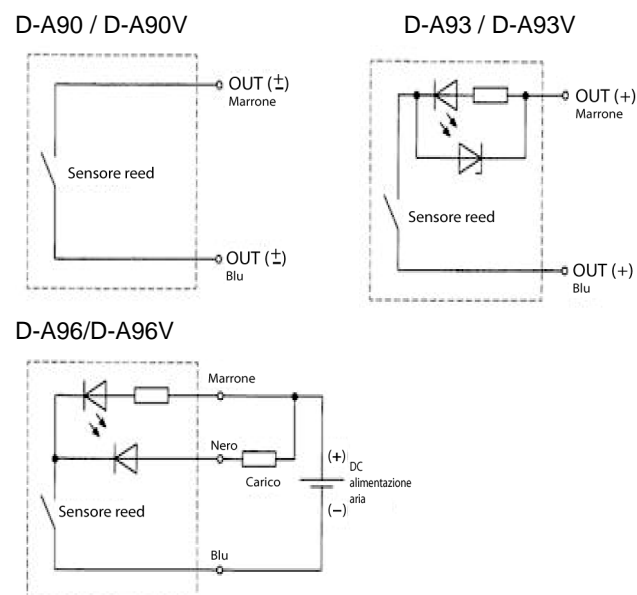 D-A90 / D-A90V
OUT (±)
Marrone
Sensore reed
OUT (±)
Blu
D-A93 / D-A93V
OUT (+)
Marrone
Sensore reed
OUT (+)
Blu
D-A96/D-A96V
Marrone
Nero
Carico
(+)
DC
alimentazione
aria
(−)
Sensore reed
Blu